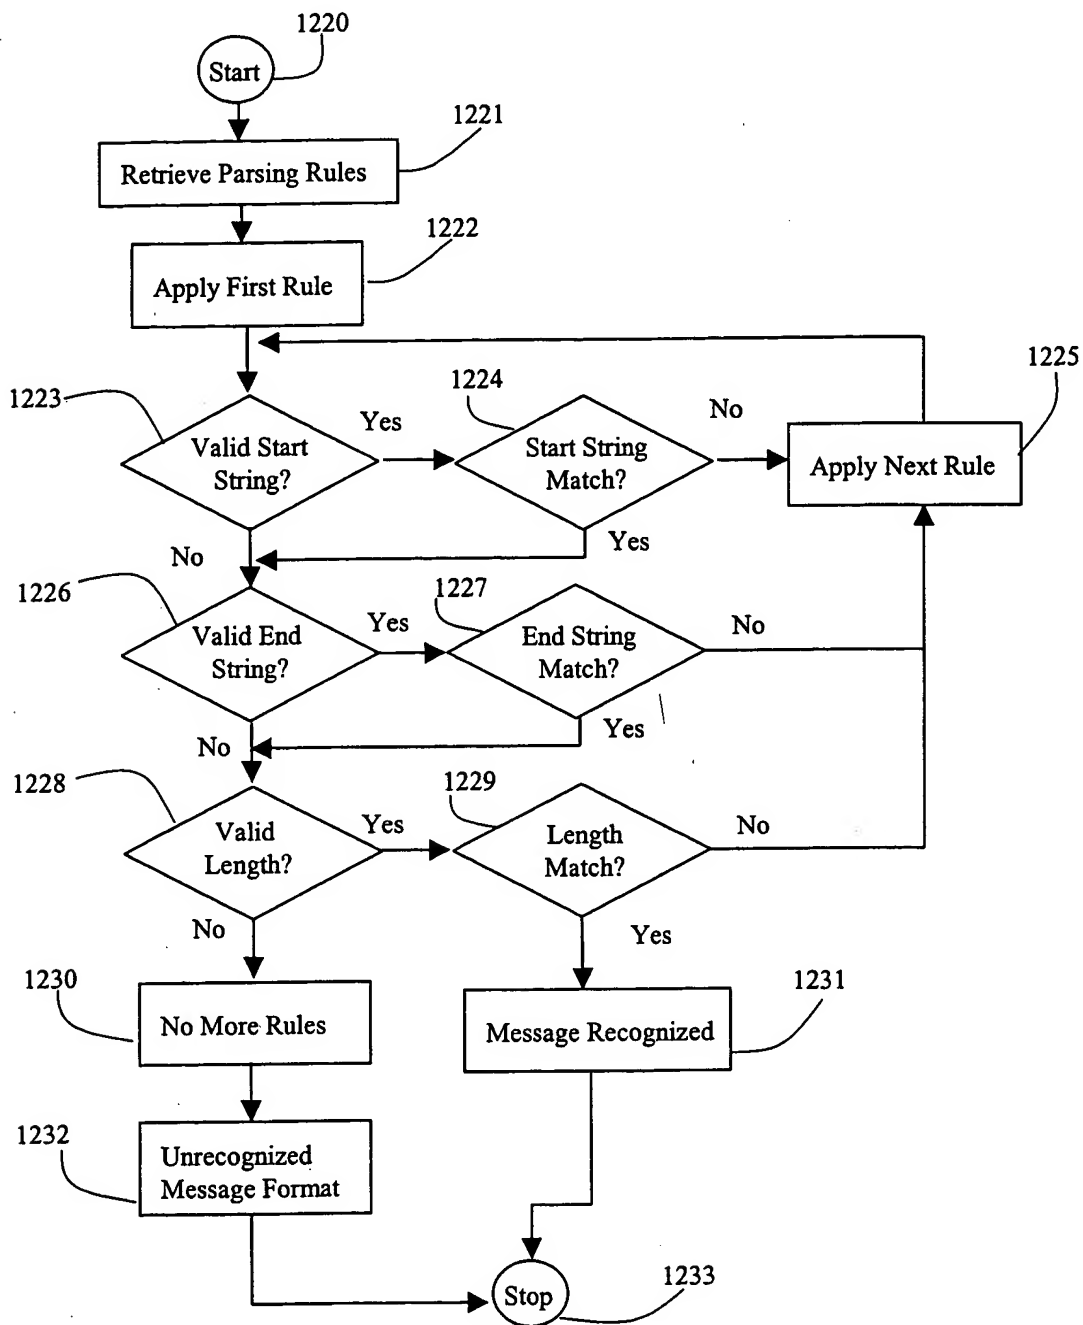 1220
Start
1221
Retrieve Parsing Rules
1222
Apply First Rule
1223
Valid Start
String?
Yes
1224
Start String
Match?
No
1225
Apply Next Rule
No
Yes
1226
Valid End
String?
Yes
1227
End String
Match?
No
No
Yes
1228
Valid
Length?
Yes
1229
Length
Match?
No
No
Yes
1230
No More Rules
1231
Message Recognized
1232
Unrecognized
Message Format
Stop
1233